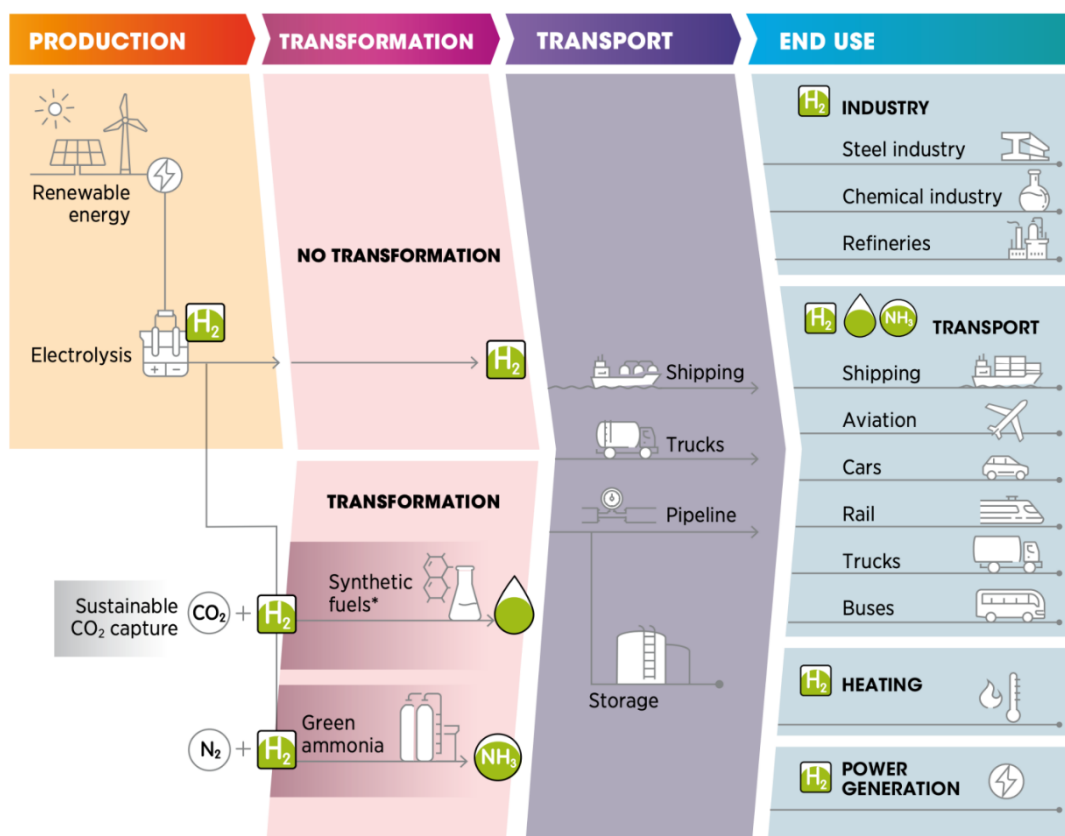 PRODUCTION
TRANSFORMATION
TRANSPORT
END USE
Renewable
energy
Electrolysis
+ −
H₂
NO TRANSFORMATION
H₂
TRANSFORMATION
Sustainable
CO₂ capture
CO₂ + H₂
Synthetic
fuels*
N₂ + H₂
Green
ammonia
NH₃
Shipping
Trucks
Pipeline
Storage
H₂ INDUSTRY
Steel industry
Chemical industry
Refineries
H₂ NH₃ TRANSPORT
Shipping
Aviation
Cars
Rail
Trucks
Buses
H₂ HEATING
H₂ POWER
GENERATION